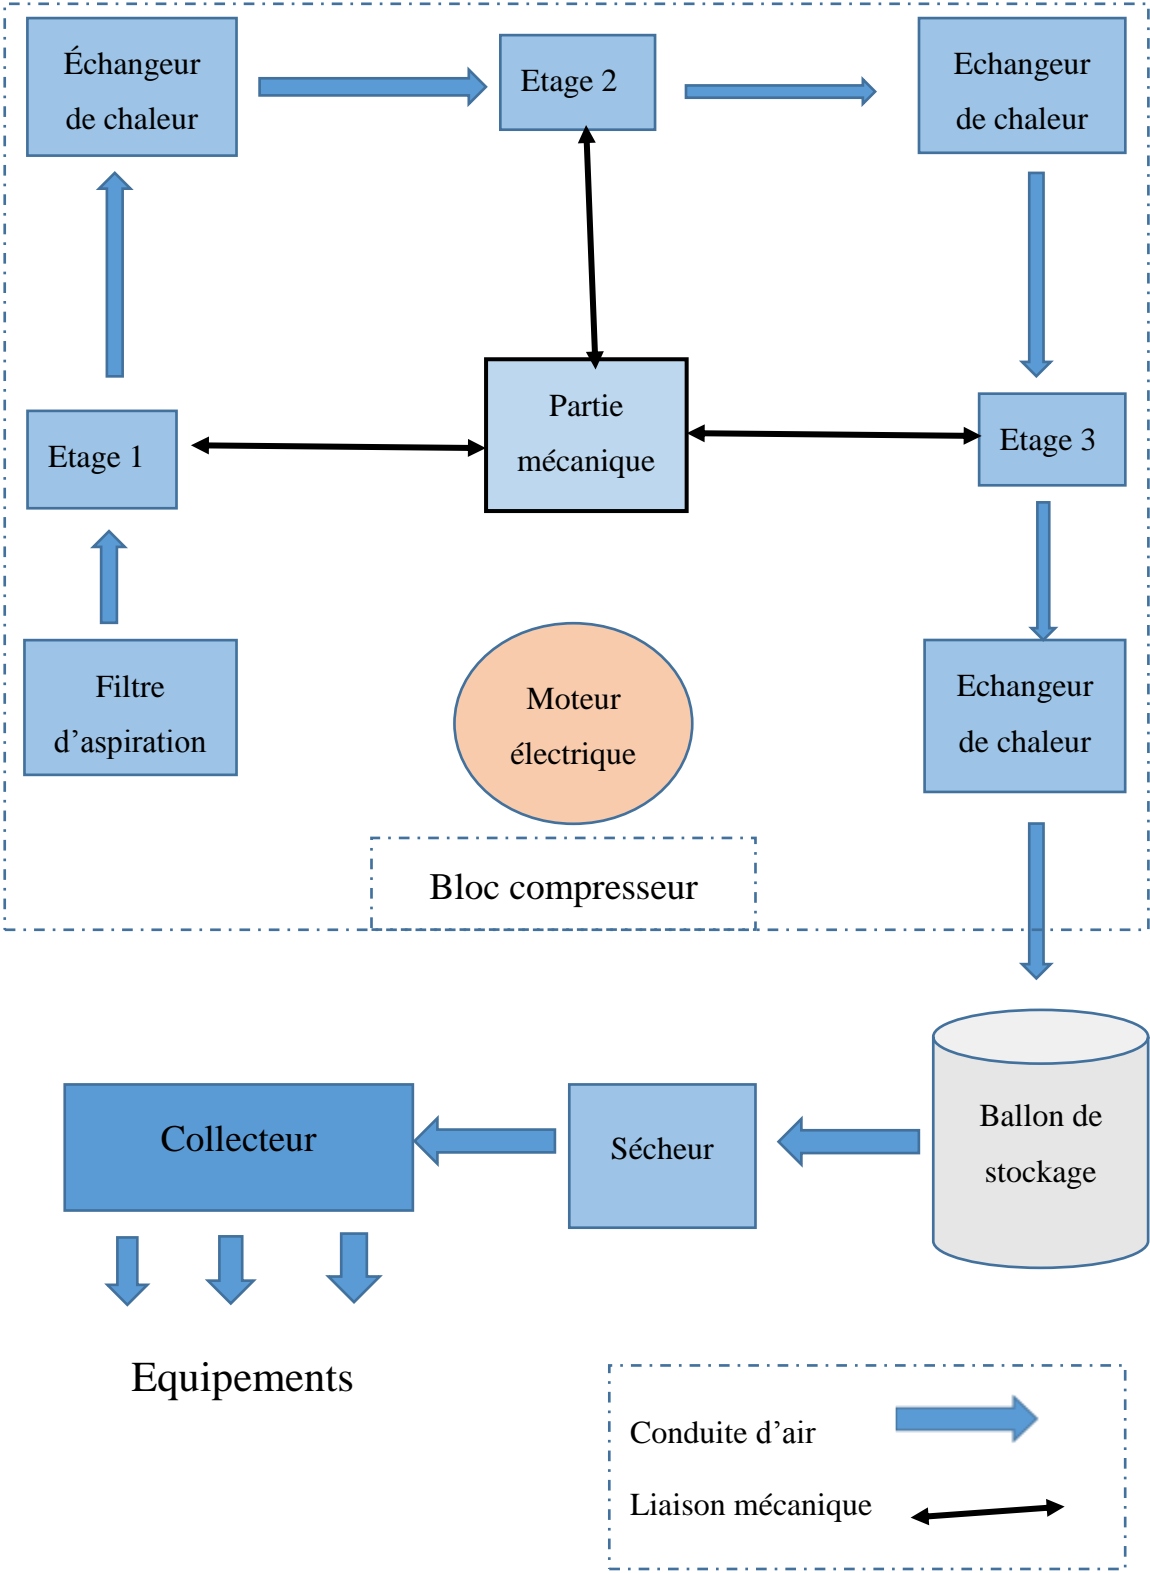 Échangeur
de chaleur
Etage 2
Echangeur
de chaleur
Partie
mécanique
Etage 1
Etage 3
Filtre
d’aspiration
Moteur
électrique
Echangeur
de chaleur
Bloc compresseur
Collecteur
Sécheur
Ballon de
stockage
Equipements
Conduite d’air
Liaison mécanique